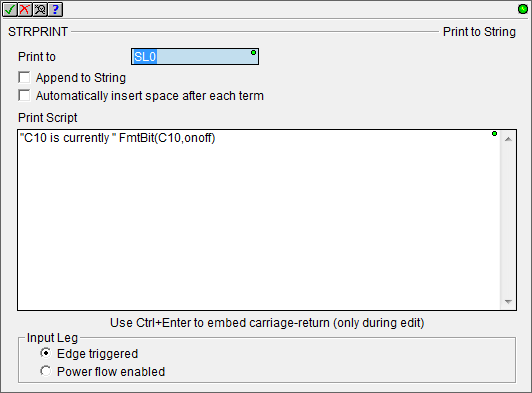 STRPRINT Print to String
Print to SL0
Append to String
Automatically insert space after each term
Print Script
"C10 is currently " FmtBit(C10,onoff)
Use Ctrl+Enter to embed carriage-return (only during edit)
Input Leg
Edge triggered
Power flow enabled